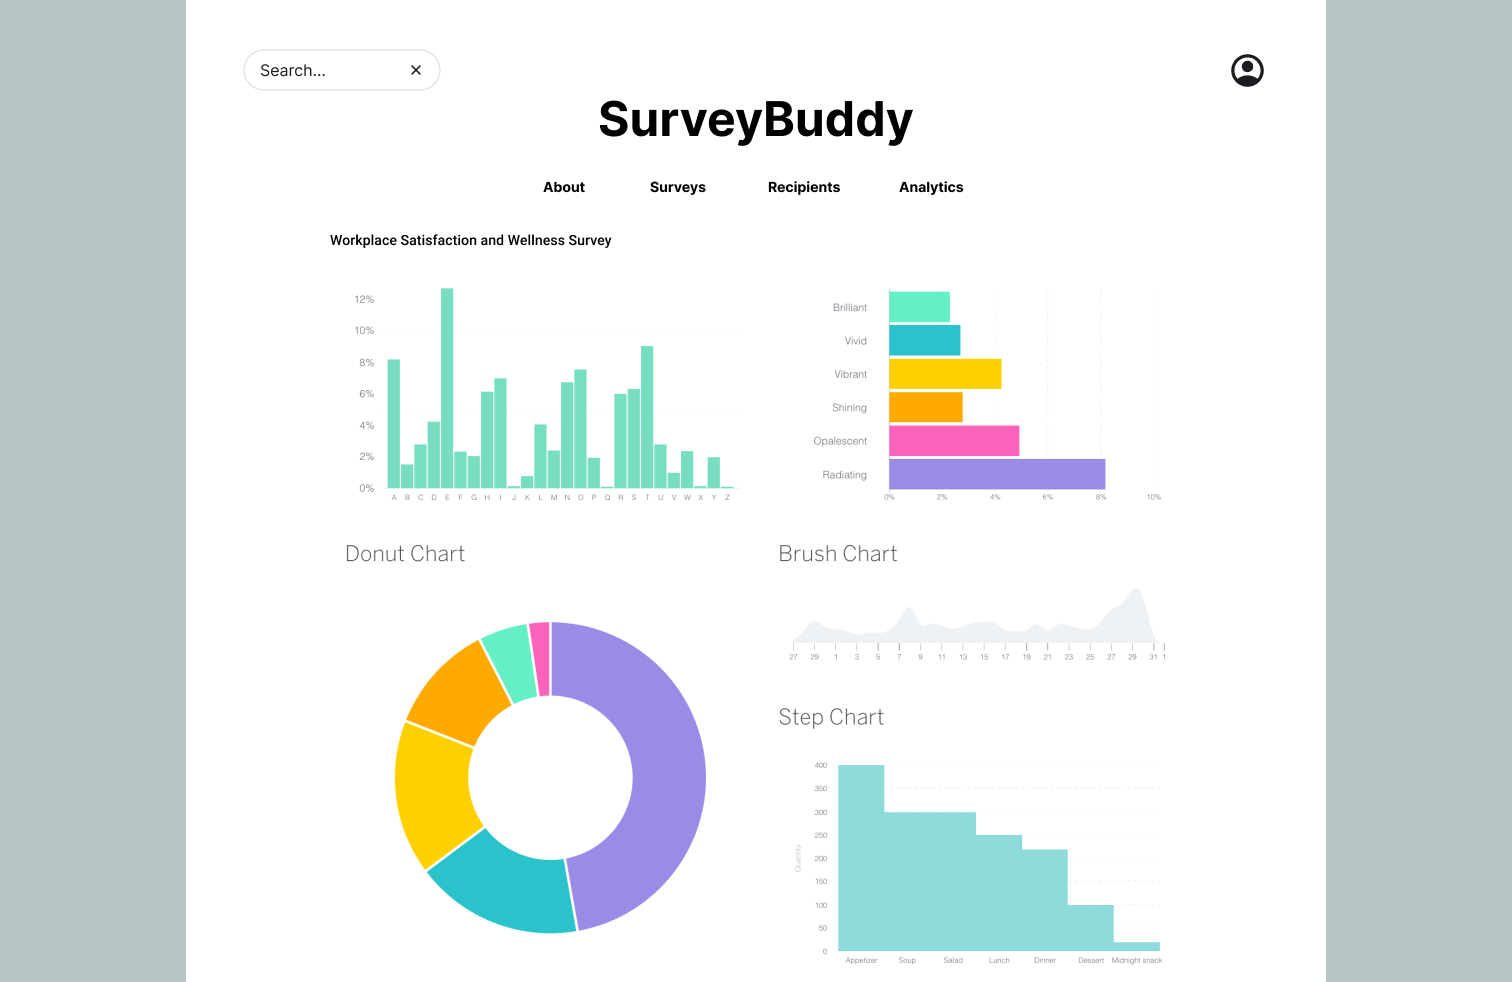 Search...
SurveyBuddy
About Surveys Recipients Analytics
Workplace Satisfaction and Wellness Survey
12%
10%
8%
6%
4%
2%
0%
A B C D E F G H I J K L M N O P Q R S T U V W X Y Z
Brilliant
Vivid
Vibrant
Shining
Opalescent
Radiating
0% 2% 4% 6% 8% 10%
Donut Chart
Brush Chart
27 29 1 3 5 7 9 11 13 15 17 19 21 23 25 27 29 31 1
Step Chart
400
350
300
250
200
150
100
50
0
Quantity
Appetizer Soup Salad Lunch Dinner Dessert Midnight snack